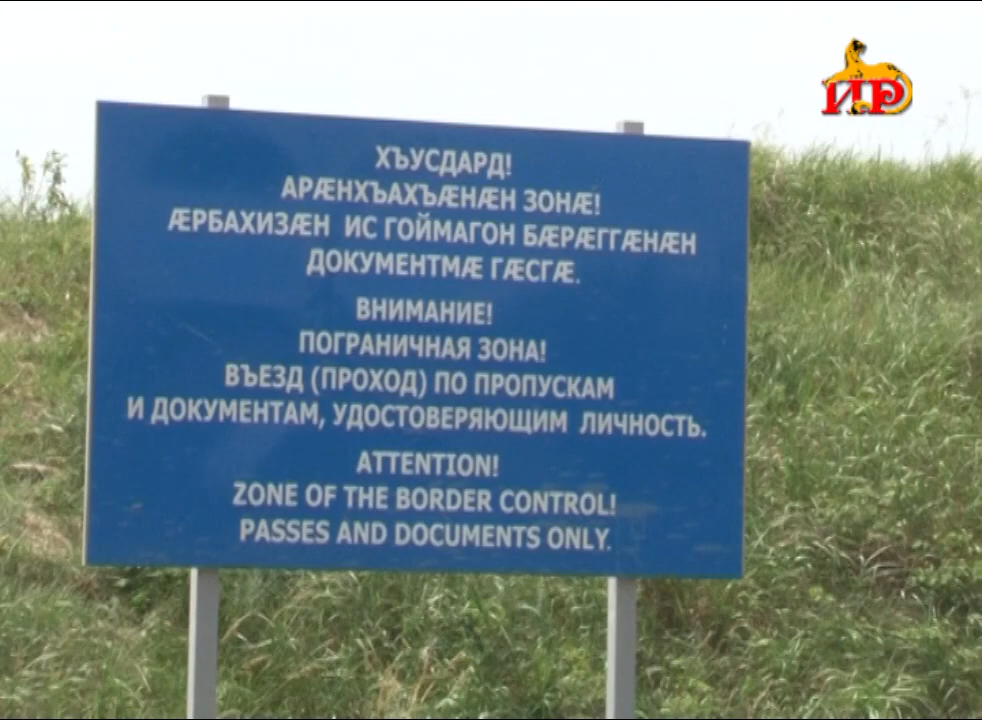 ИР
ХЪУСДАРД!
АРÆНХЪАХЪÆНÆН ЗОНÆ!
ÆРБАХИЗÆН ИС ГОЙМАГОН БÆРÆГГÆНÆН
ДОКУМЕНТМÆ ГÆСГÆ.
ВНИМАНИЕ!
ПОГРАНИЧНАЯ ЗОНА!
ВЪЕЗД (ПРОХОД) ПО ПРОПУСКАМ
И ДОКУМЕНТАМ, УДОСТОВЕРЯЮЩИМ ЛИЧНОСТЬ.
ATTENTION!
ZONE OF THE BORDER CONTROL!
PASSES AND DOCUMENTS ONLY.